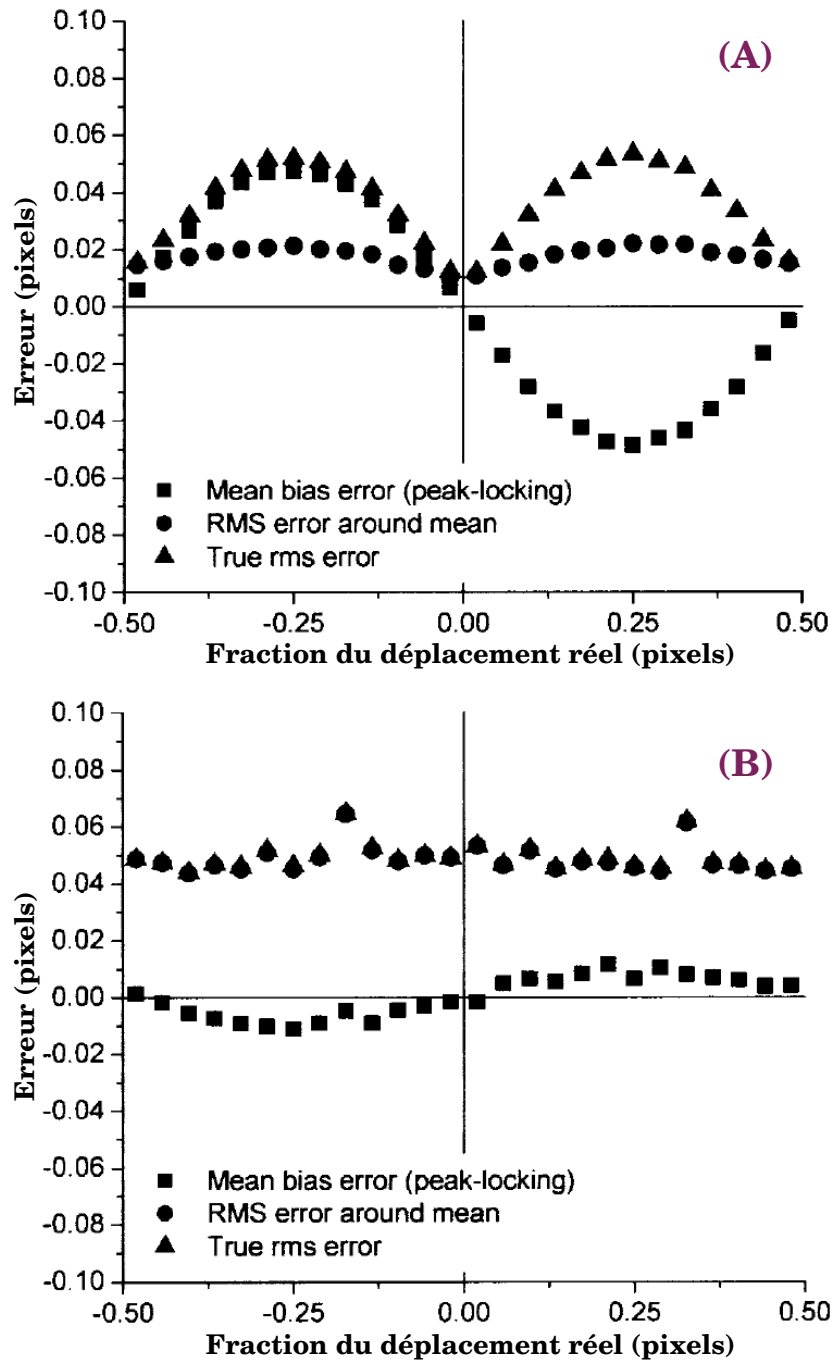 (A)
0.10
0.08
0.06
0.04
0.02
0.00
-0.02
-0.04
-0.06
-0.08
-0.10
Erreur (pixels)
Mean bias error (peak-locking)
RMS error around mean
True rms error
-0.50 -0.25 0.00 0.25 0.50
Fraction du déplacement réel (pixels)
(B)
0.10
0.08
0.06
0.04
0.02
0.00
-0.02
-0.04
-0.06
-0.08
-0.10
Erreur (pixels)
Mean bias error (peak-locking)
RMS error around mean
True rms error
-0.50 -0.25 0.00 0.25 0.50
Fraction du déplacement réel (pixels)